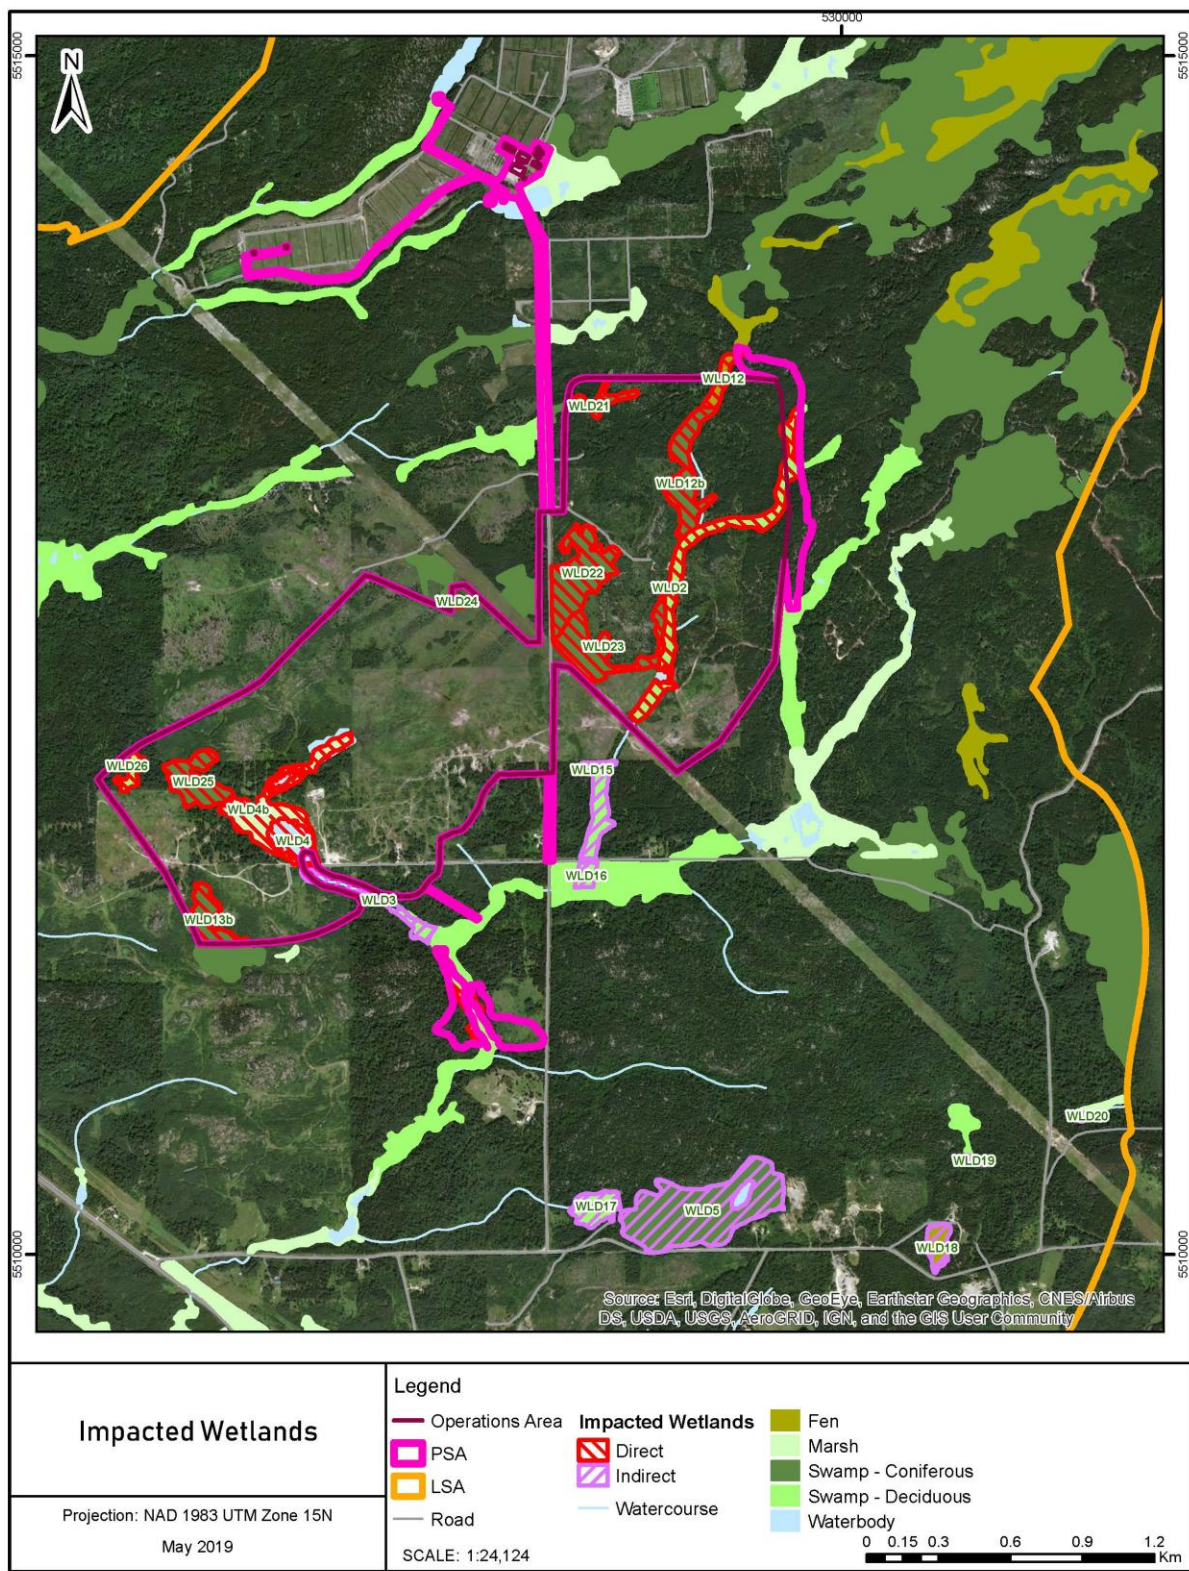 530000
5515000
5515000
N
WLD12
WLD21
WLD12b
WLD22
WLD2
WLD24
WLD23
WLD26
WLD15
WLD25
WLD4b
WLD4
WLD16
WLD3
WLD13b
WLD20
WLD19
WLD17
WLD5
WLD18
5510000
5510000
Source: Esri, DigitalGlobe, GeoEye, Earthstar Geographics, CNES/Airbus
DS, USDA, USGS, AeroGRID, IGN, and the GIS User Community
Impacted Wetlands
Projection: NAD 1983 UTM Zone 15N
May 2019
Legend
Operations Area
PSA
LSA
Road
SCALE: 1:24,124
Impacted Wetlands
Direct
Indirect
Watercourse
Fen
Marsh
Swamp - Coniferous
Swamp - Deciduous
Waterbody
0 0.15 0.3 0.6 0.9 1.2
Km